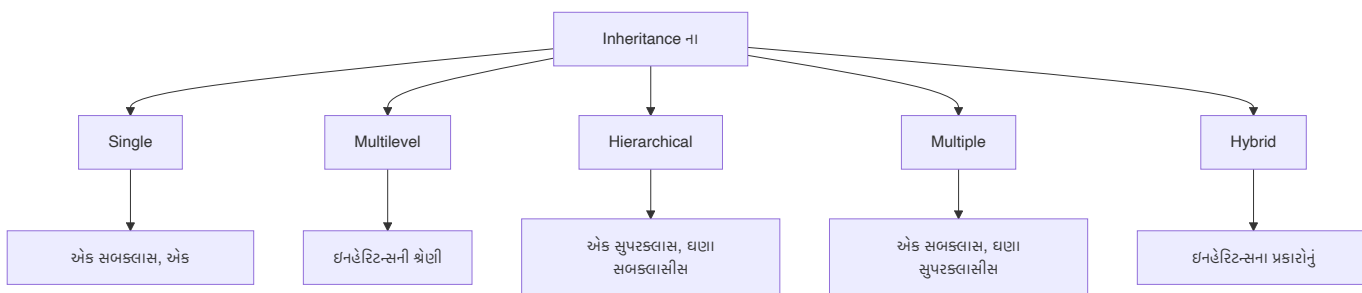 Inheritance ના
Single
Multilevel
Hierarchical
Multiple
Hybrid
એક સબક્લાસ, એક
ઇનહેરિટન્સની શ્રેણી
એક સુપરક્લાસ, ઘણા
સબક્લાસીસ
એક સબક્લાસ, ઘણા
સુપરક્લાસીસ
ઇનહેરિટન્સના પ્રકારોનું